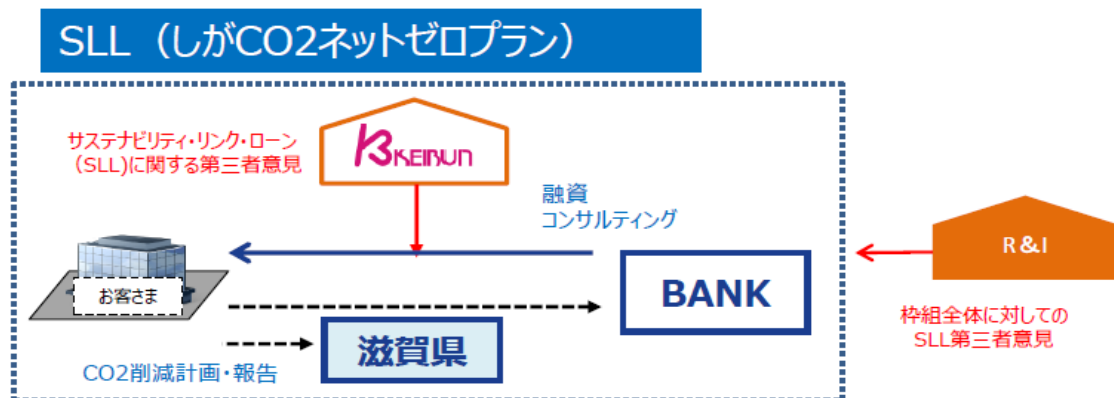 SLL（しがCO2ネットゼロプラン）
サステナビリティ・リンク・ローン
（SLL)に関する第三者意見
KEIBUN
融資
コンサルティング
お客さま
BANK
R&I
滋賀県
CO2削減計画・報告
枠組全体に対しての
SLL第三者意見